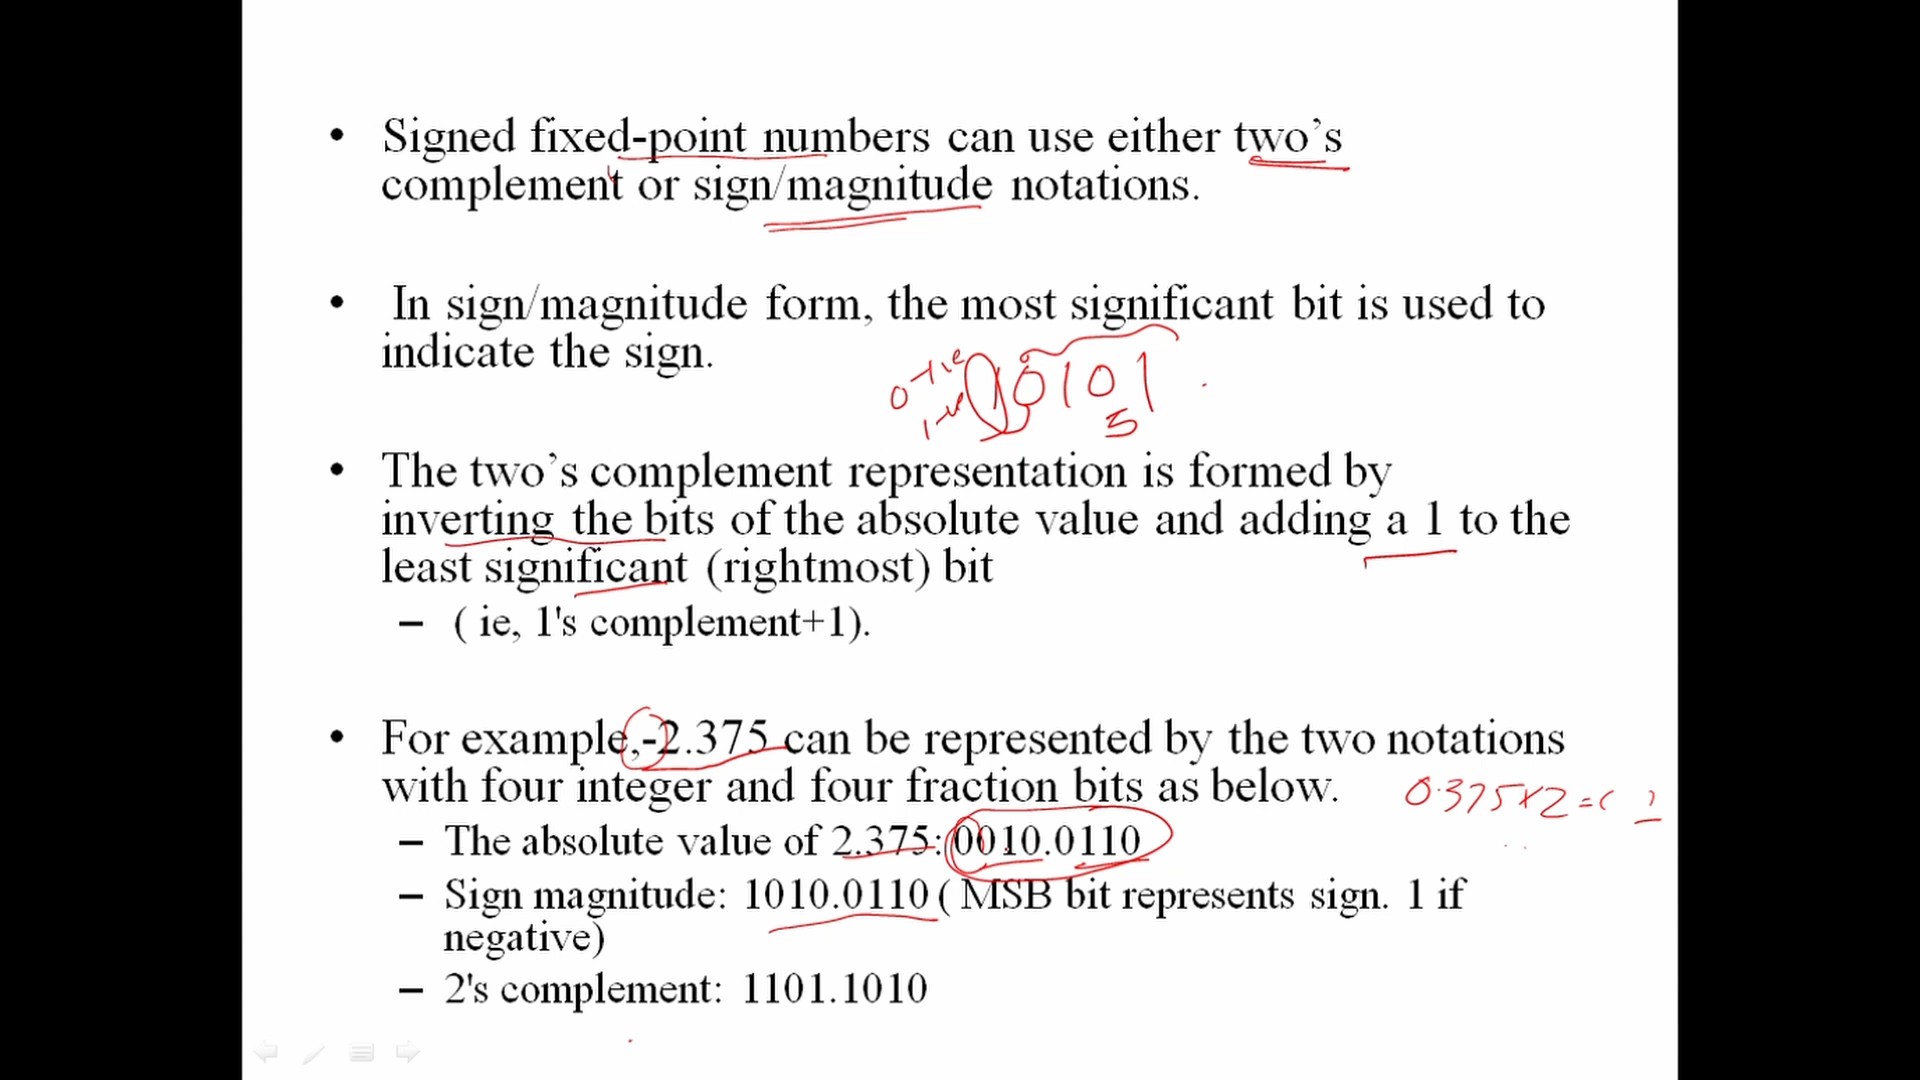 • Signed fixed-point numbers can use either two’s
complement or sign/magnitude notations.
• In sign/magnitude form, the most significant bit is used to
indicate the sign.
0 +ve
1 -ve
10101
5
• The two’s complement representation is formed by
inverting the bits of the absolute value and adding a 1 to the
least significant (rightmost) bit
– ( ie, 1's complement+1).
• For example,-2.375 can be represented by the two notations
with four integer and four fraction bits as below.
0.375×2=
– The absolute value of 2.375:0010.0110
– Sign magnitude: 1010.0110( MSB bit represents sign. 1 if
negative)
– 2's complement: 1101.1010